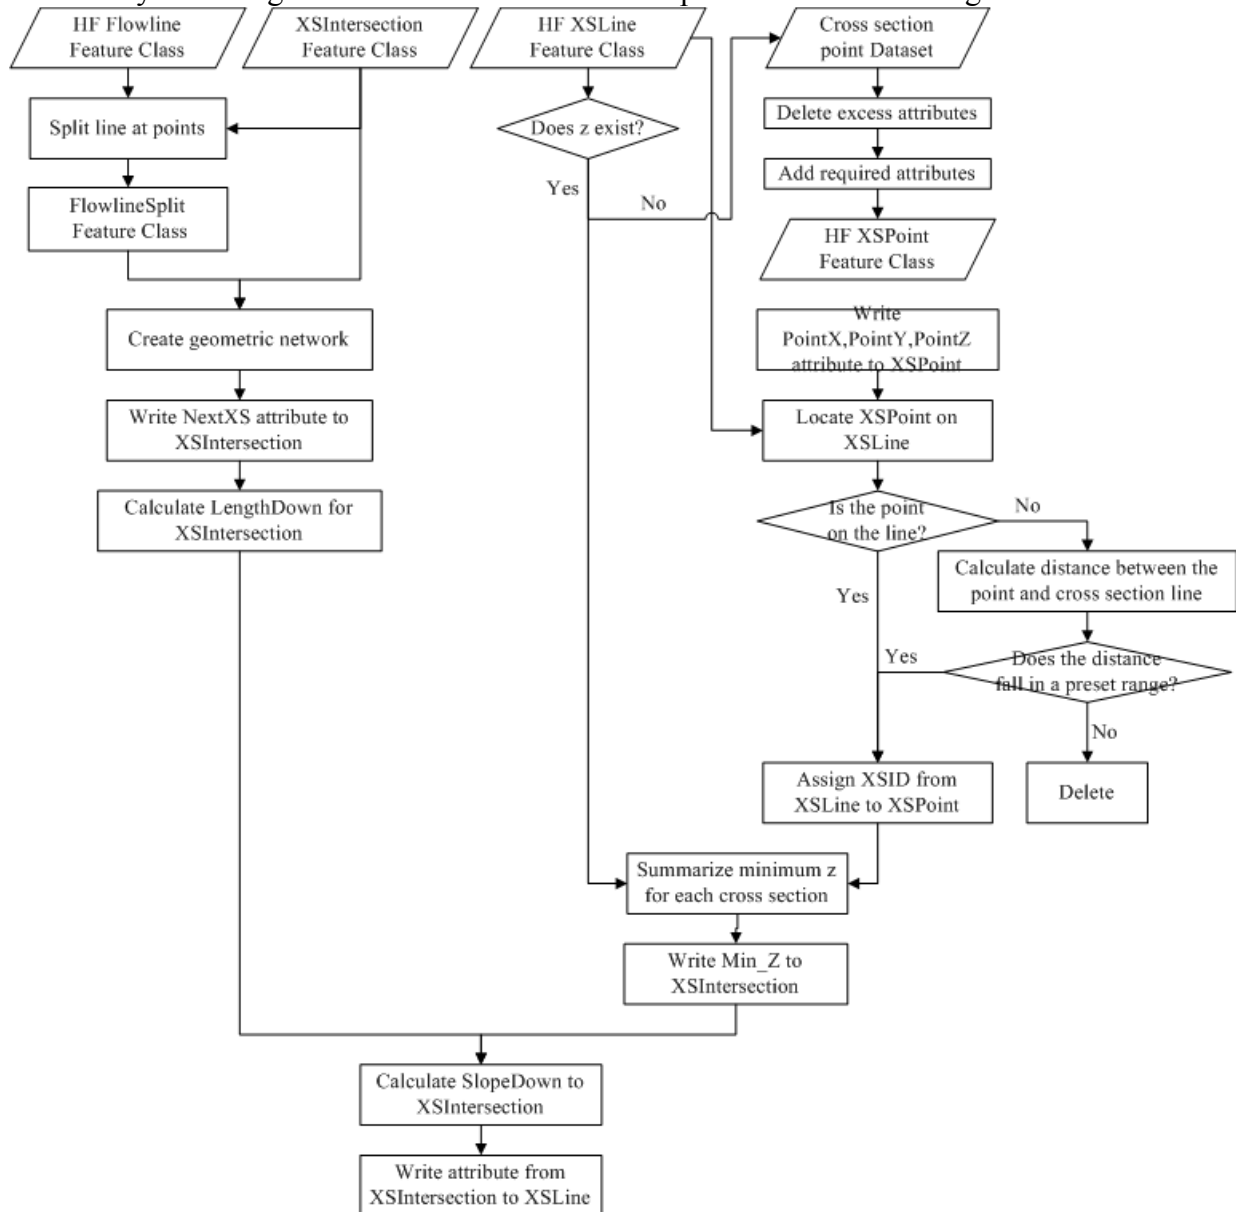 HF Flowline
Feature Class
XSIntersection
Feature Class
HF XSLine
Feature Class
Cross section
point Dataset
Split line at points
Does z exist?
Delete excess attributes
Add required attributes
Yes
No
FlowlineSplit
Feature Class
HF XSPoint
Feature Class
Create geometric network
Write
PointX,PointY,PointZ
attribute to XSPoint
Write NextXS attribute to
XSIntersection
Locate XSPoint on
XSLine
Calculate LengthDown for
XSIntersection
Is the point
on the line?
No
Calculate distance between the
point and cross section line
Yes
Yes
Does the distance
fall in a preset range?
No
Assign XSID from
XSLine to XSPoint
Delete
Summarize minimum z
for each cross section
Write Min_Z to
XSIntersection
Calculate SlopeDown to
XSIntersection
Write attribute from
XSIntersection to XSLine